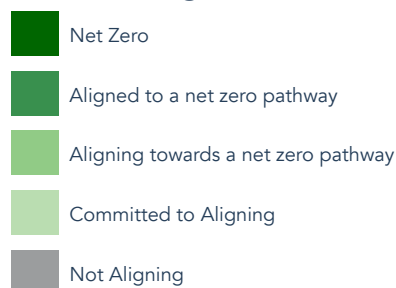 Net Zero
Aligned to a net zero pathway
Aligning towards a net zero pathway
Committed to Aligning
Not Aligning